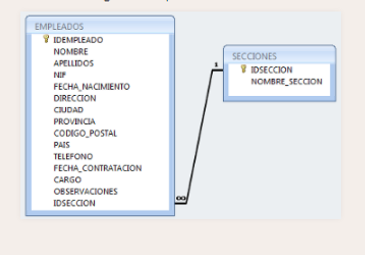 EMPLEADOS
IDEMPLEADO
NOMBRE
APELLIDOS
NIF
FECHA_NACIMIENTO
DIRECCION
CIUDAD
PROVINCIA
CODIGO_POSTAL
PAIS
TELEFONO
FECHA_CONTRATACION
CARGO
OBSERVACIONES
IDSECCION
SECCIONES
IDSECCION
NOMBRE_SECCION
1
∞